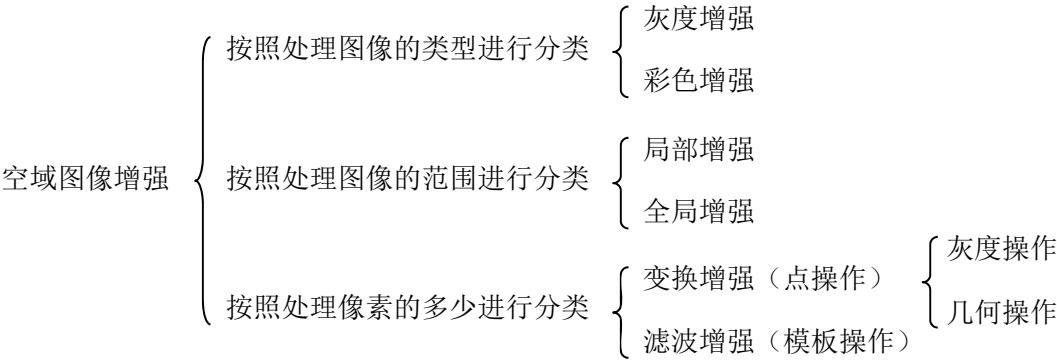 空域图像增强
按照处理图像的类型进行分类
灰度增强
彩色增强
按照处理图像的范围进行分类
局部增强
全局增强
按照处理像素的多少进行分类
变换增强（点操作）
灰度操作
几何操作
滤波增强（模板操作）